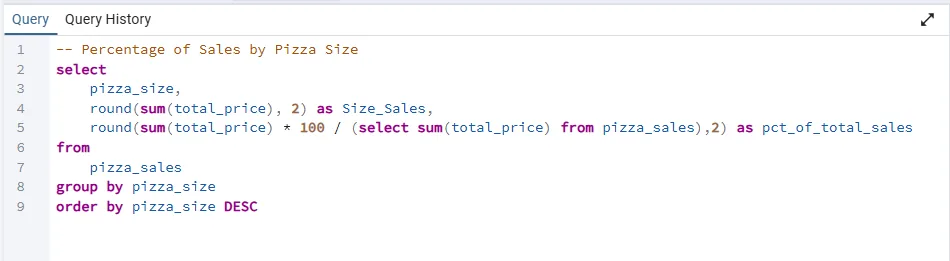 Query Query History
1 -- Percentage of Sales by Pizza Size
2 select
3 pizza_size,
4 round(sum(total_price), 2) as Size_Sales,
5 round(sum(total_price) * 100 / (select sum(total_price) from pizza_sales),2) as pct_of_total_sales
6 from
7 pizza_sales
8 group by pizza_size
9 order by pizza_size DESC